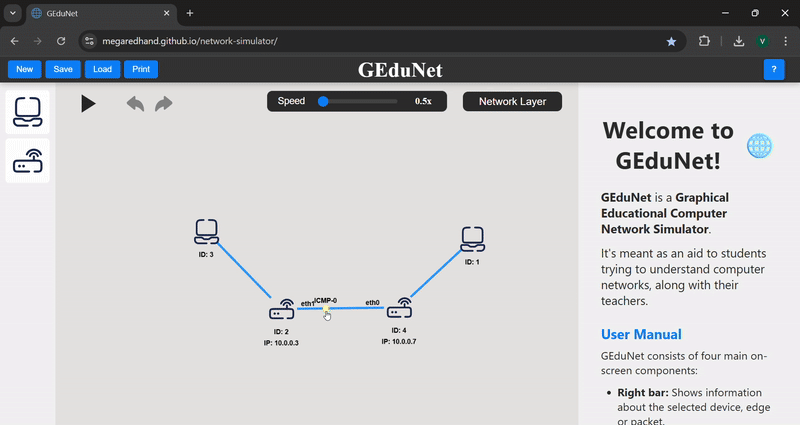 GEduNet
megaredhand.github.io/network-simulator/
V
New Save Load Print
GEduNet
?
Speed 0.5x
Network Layer
ID: 3
ID: 1
eth1
ICMP-0
eth0
ID: 2
IP: 10.0.0.3
ID: 4
IP: 10.0.0.7
Welcome to
GEduNet!
GEduNet is a Graphical
Educational Computer
Network Simulator.
It's meant as an aid to students
trying to understand computer
networks, along with their
teachers.
User Manual
GEduNet consists of four main on-
screen components:
• Right bar: Shows information
about the selected device, edge
or packet.